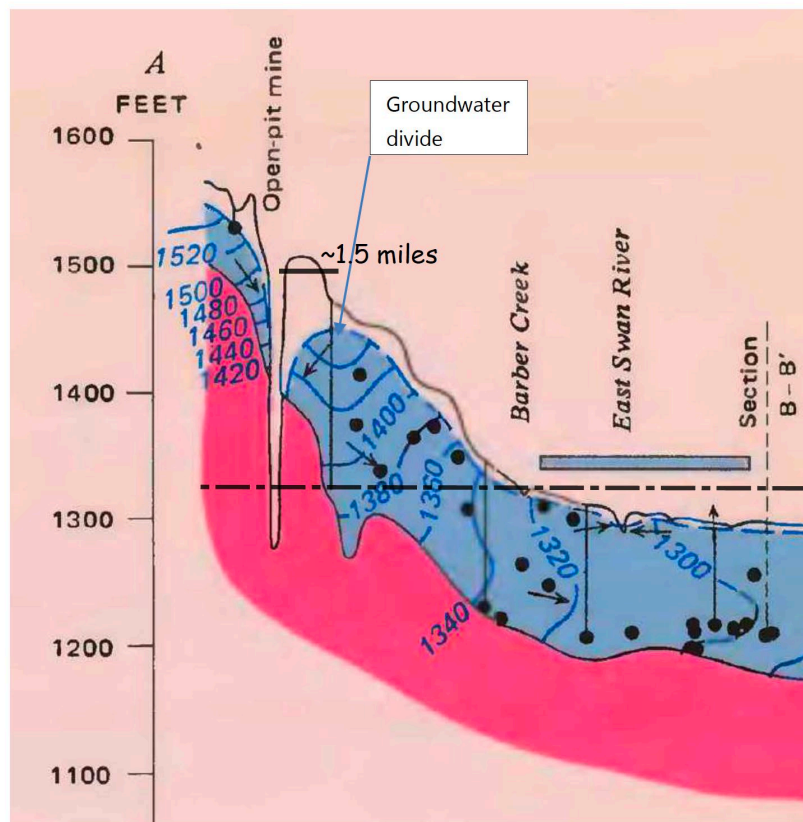 A
FEET
Open-pit mine
Groundwater
divide
1600
1500
1400
1300
1200
1100
~1.5 miles
1520
1500
1480
1460
1440
1420
1400
1380
1360
1340
1320
1300
Barber Creek
East Swan River
Section
B-B'